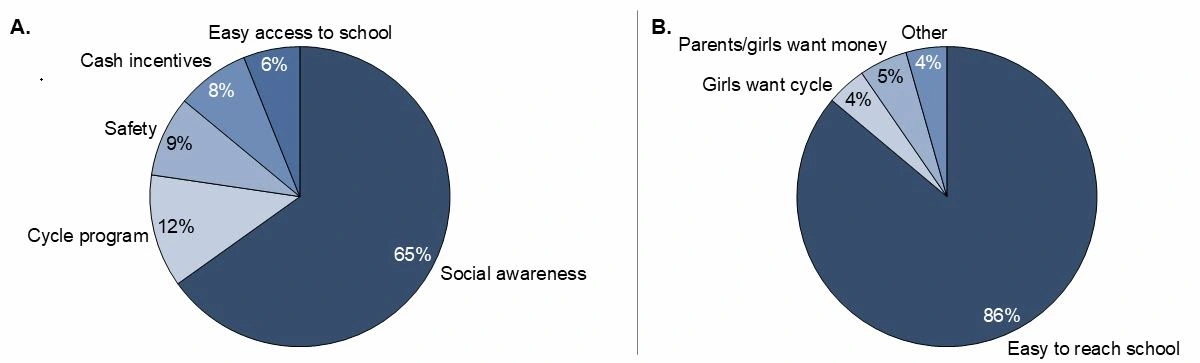 A.
Easy access to school
6%
Cash incentives
8%
Safety
9%
Cycle program
12%
65%
Social awareness
B.
Other
4%
Parents/girls want money
5%
Girls want cycle
4%
86%
Easy to reach school